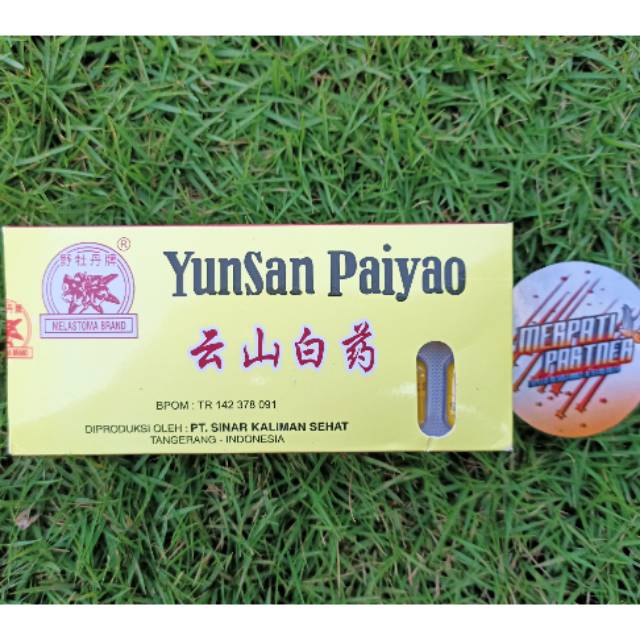 野牡丹牌
®
MELASTOMA BRAND
YunSan Paiyao
云山白药
BPOM : TR 142 378 091
DIPRODUKSI OLEH : PT. SINAR KALIMAN SEHAT
TANGERANG - INDONESIA
MERPATI
PARTNER